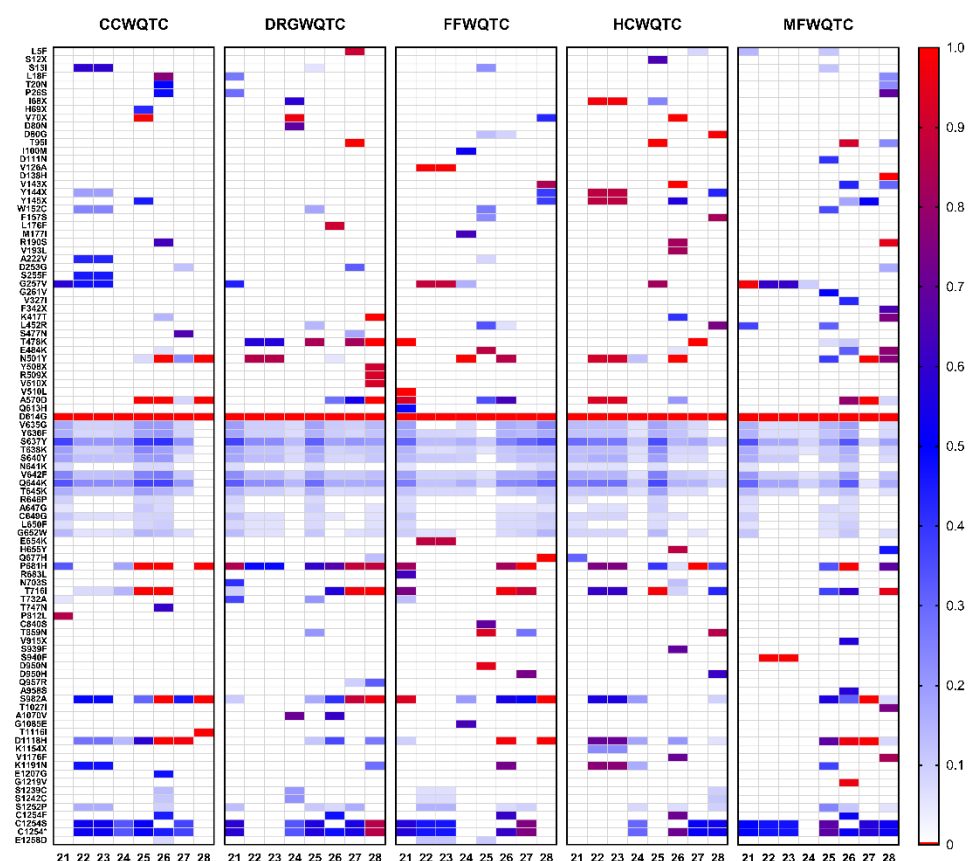 CCWQTC DRGWQTC FFWQTC HCWQTC MFWQTC
L5F
S12X
S13I
L18F
T20N
P26S
I68X
H69X
V70X
D80N
D80G
T95I
I100M
D111N
V126A
D138H
V143X
Y144X
Y145X
W152C
F157S
L176F
M177I
R190S
V193L
A222V
D253G
S255F
G257V
G261V
V327I
F342X
K417T
L452R
S477N
T478K
E484K
N501Y
Y508X
R509X
V510X
V510L
A570D
Q613H
D614G
V635G
Y636F
S637Y
T638K
S640Y
N641K
V642F
Q644K
T645K
R646P
A647G
C649G
L650F
G652W
E654K
H655Y
Q677H
P681H
R683L
N703S
T716I
T732A
T747N
P812L
C840S
T859N
V915X
S939F
S940F
D950N
D950H
Q957R
A958S
S982A
T1027I
A1070V
G1085E
T1116I
D1118H
K1154X
V1176F
K1191N
E1207G
G1219V
S1239C
S1242C
S1252P
C1254F
C1254S
C1254*
E1258D
21 22 23 24 25 26 27 28 21 22 23 24 25 26 27 28 21 22 23 24 25 26 27 28 21 22 23 24 25 26 27 28 21 22 23 24 25 26 27 28
1.0
0.9
0.8
0.7
0.6
0.5
0.4
0.3
0.2
0.1
0